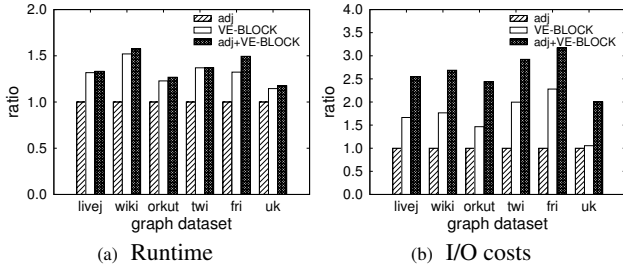 adj
VE-BLOCK
adj+VE-BLOCK
2.0
1.5
1.0
0.5
0.0
ratio
livej wiki orkut twi fri uk
graph dataset
(a) Runtime
adj
VE-BLOCK
adj+VE-BLOCK
4.0
3.5
3.0
2.5
2.0
1.5
1.0
0.5
0.0
ratio
livej wiki orkut twi fri uk
graph dataset
(b) I/O costs